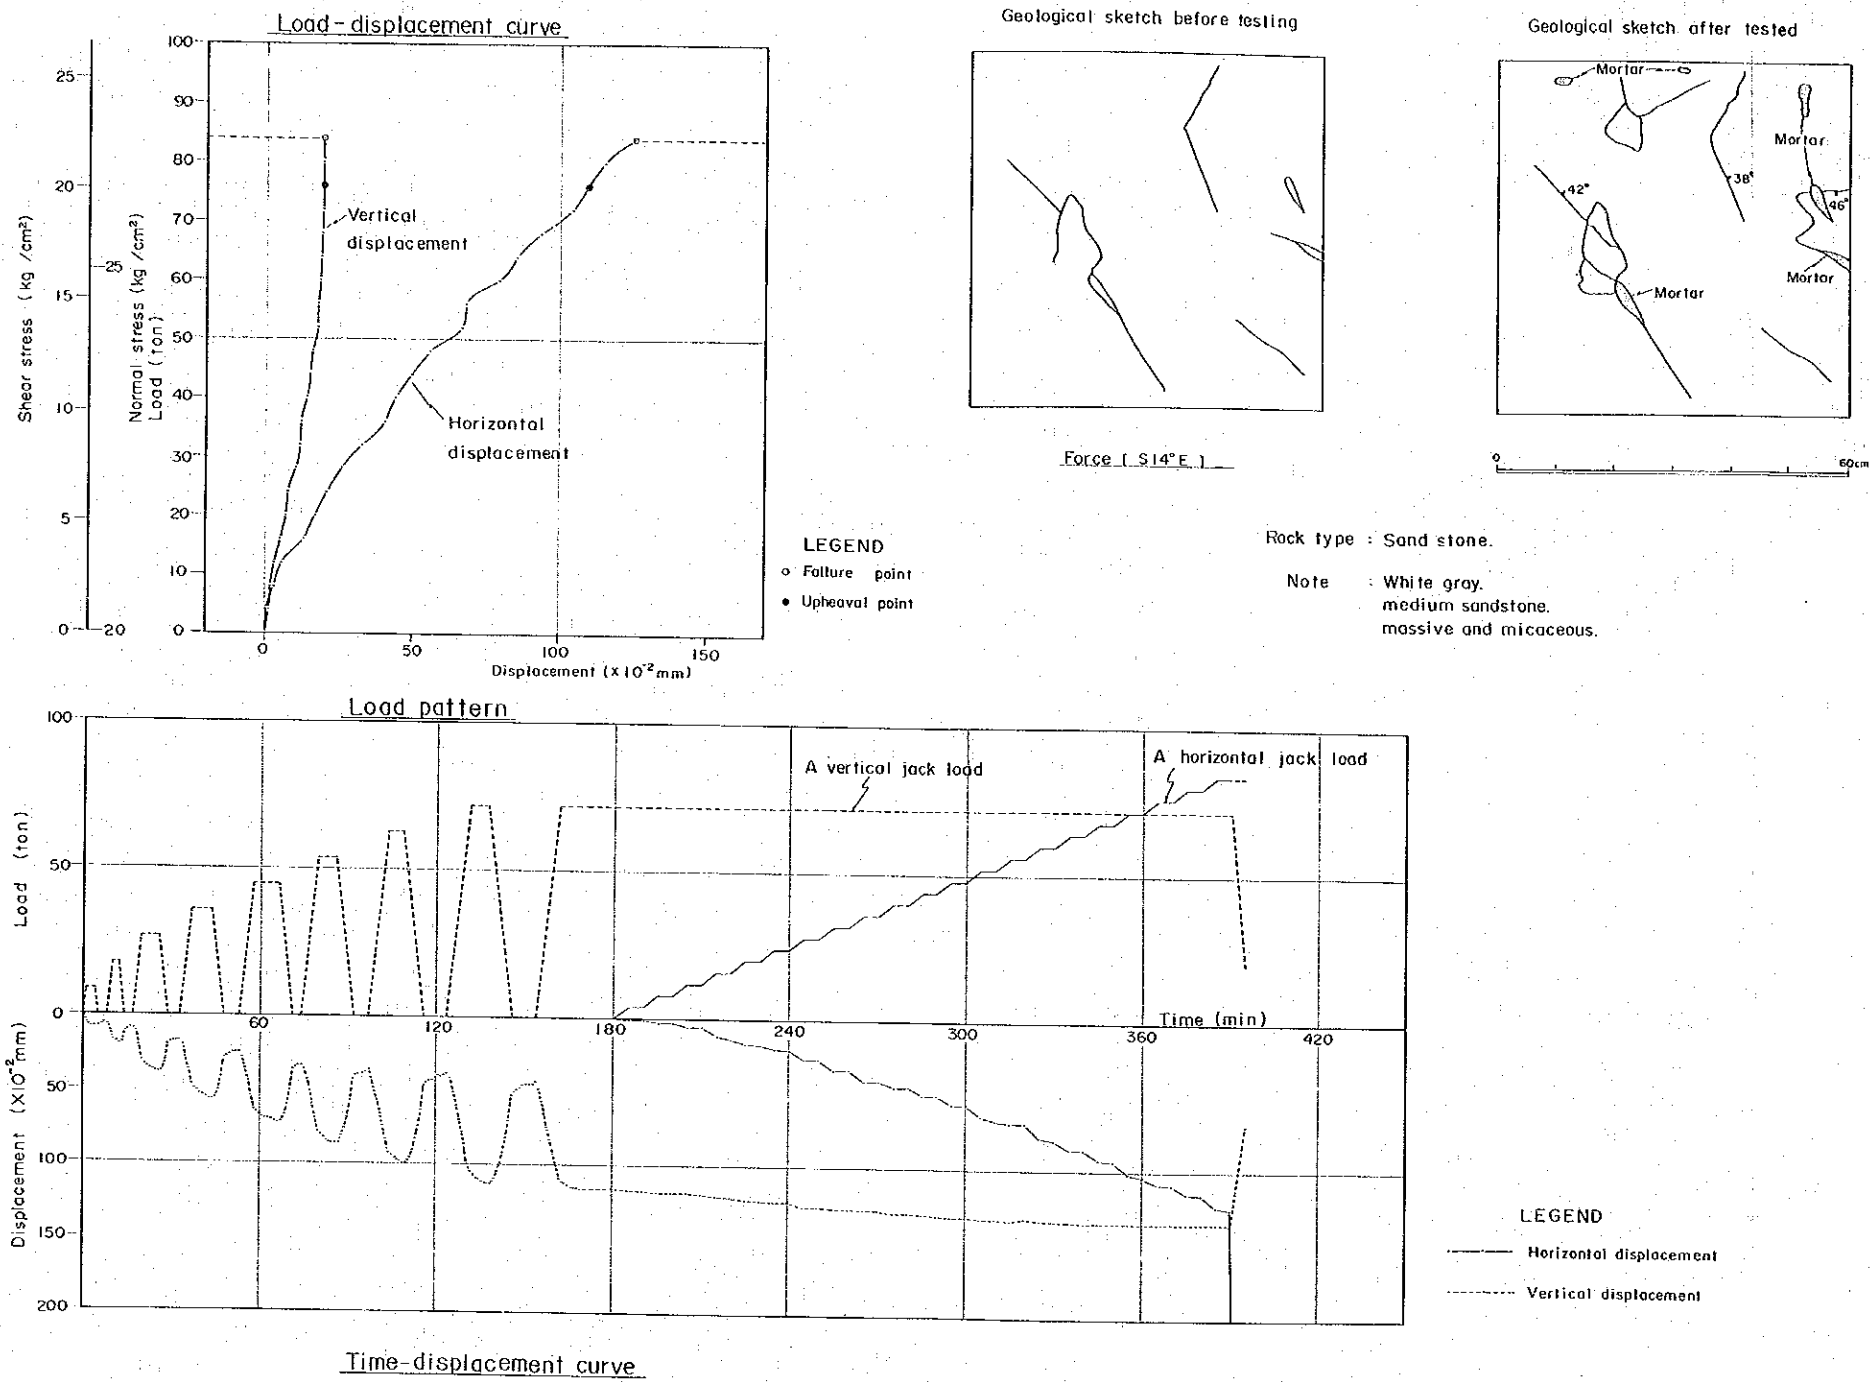 Load-displacement curve
Shear stress (kg/cm²)
25
20
15
10
5
0
25
20
Normal stress (kg/cm²)
Load (ton)
100
90
80
70
60
50
40
30
20
10
0
Vertical
displacement
Horizontal
displacement
0
50
100
150
Displacement (X10⁻² mm)
LEGEND
Failure point
Upheaval point
Geological sketch before testing
Force [ S14°E ]
Geological sketch after tested
Mortar
Mortar
42°
38°
46°
Mortar
Mortar
0
60cm
Rock type : Sand stone.
Note : White gray.
medium sandstone.
massive and micaceous.
Load pattern
Load (ton)
100
50
0
A vertical jack load
A horizontal jack load
Time (min)
60
120
180
240
300
360
420
Displacement (X10⁻² mm)
50
100
150
200
LEGEND
Horizontal displacement
Vertical displacement
Time-displacement curve